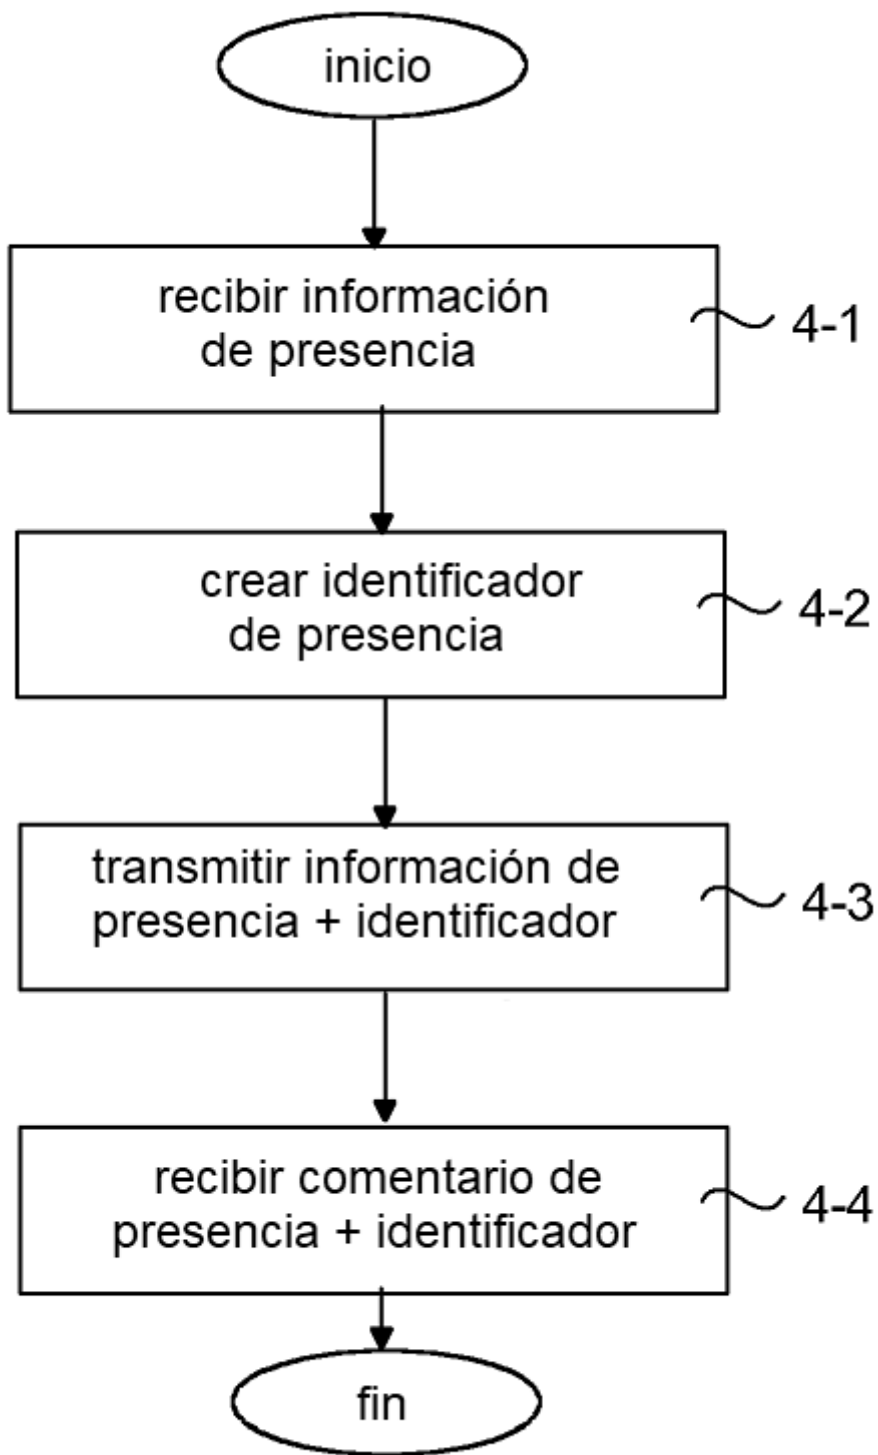 inicio
recibir información
de presencia
4-1
crear identificador
de presencia
4-2
transmitir información de
presencia + identificador
4-3
recibir comentario de
presencia + identificador
4-4
fin